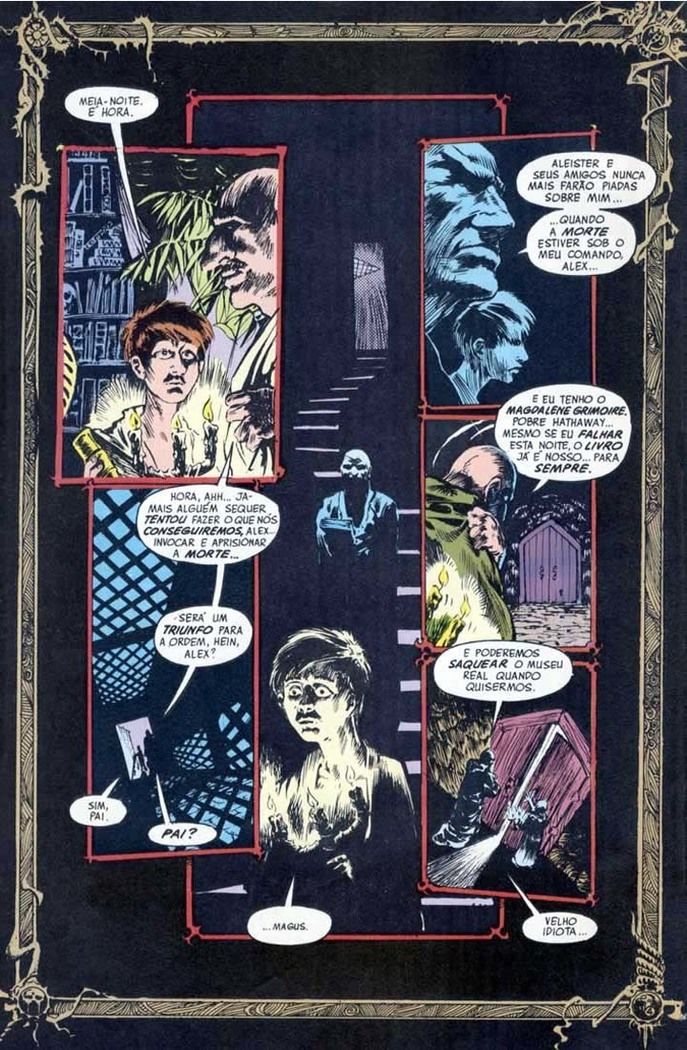 MEIA-NOITE.
É HORA.
HORA, AHH... JA-
MAIS ALGUÉM SEQUER
TENTOU FAZER O QUE NÓS
CONSEGUIREMOS, ALEX...
INVOCAR E APRISIONAR
A MORTE...
SERÁ UM
TRIUNFO PARA
A ORDEM, HEIN,
ALEX?
SIM,
PAI.
PAI?
...MAGUS.
ALEISTER E
SEUS AMIGOS NUNCA
MAIS FARÃO PIADAS
SOBRE MIM...
...QUANDO
A MORTE
ESTIVER SOB O
MEU COMANDO,
ALEX...
E EU TENHO O
MAGDALENE GRIMOIRE.
POBRE HATHAWAY...
MESMO SE EU FALHAR
ESTA NOITE, O LIVRO
JÁ É NOSSO... PARA
SEMPRE.
E PODEREMOS
SAQUEAR O MUSEU
REAL QUANDO
QUISERMOS.
VELHO
IDIOTA...